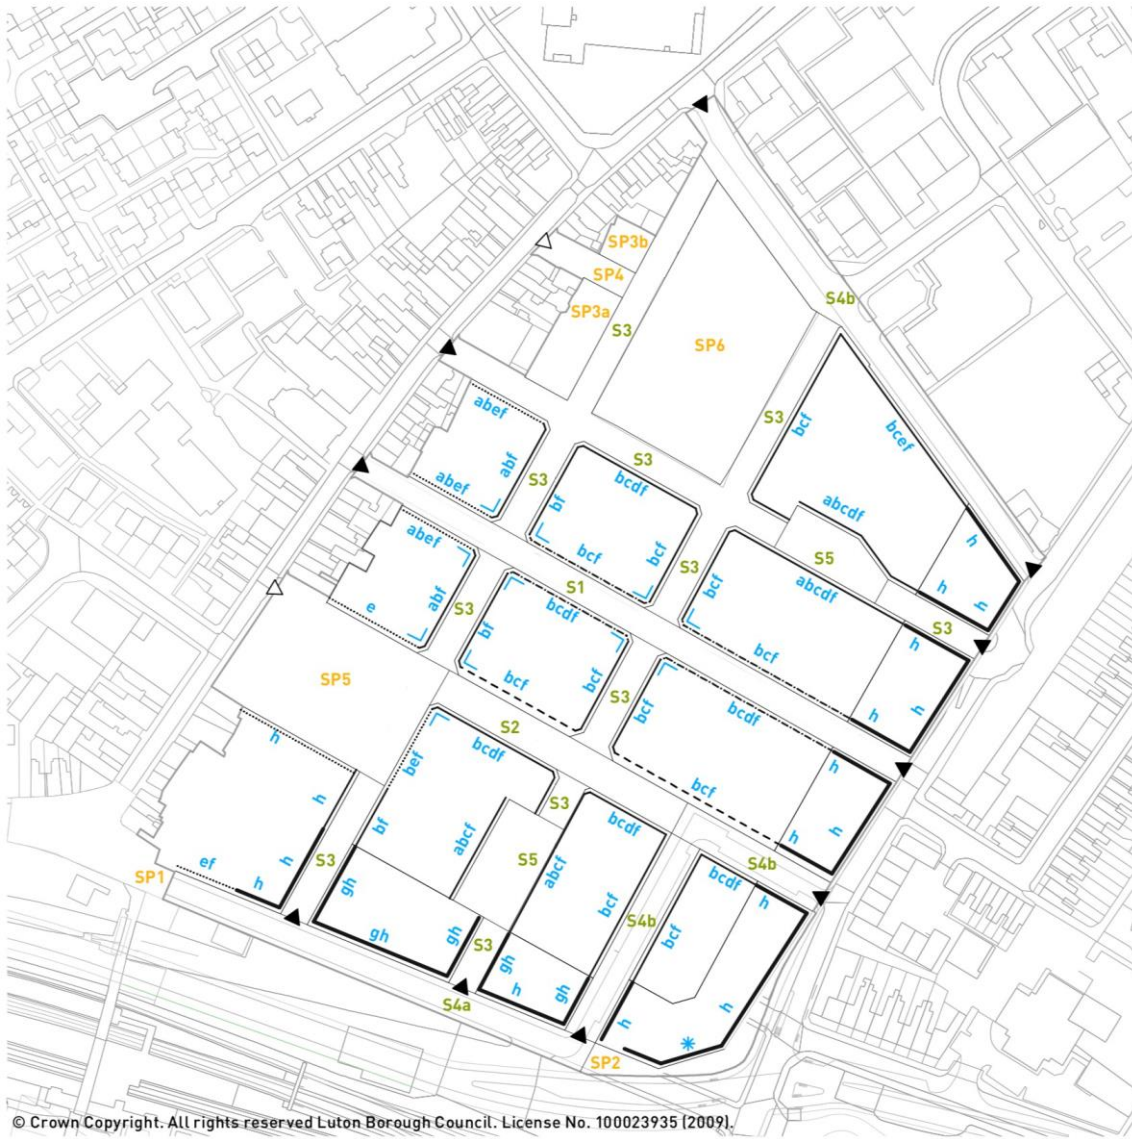 SP3b
SP4
S4b
SP3a
S3
SP6
abef
S3
bcf
bcef
abf
S3
S3
abef
bcdf
bf
abcdf
abef
bcf
h
bcf
S5
S3
S1
abcdf
h
abf
S3
bcf
h
e
bcdf
S3
bf
h
bcf
bcf
SP5
bcf
S3
h
bcf
bcdf
h
S2
h
bcdf
bef
h
bcf
h
S3
h
bcdf
bf
h
abcf
S5
S3
h
ef
S4b
abcf
bcdf
SP1
h
gh
h
bcf
S4b
gh
gh
bcf
S3
gh
h
gh
S4a
h
h
SP2
© Crown Copyright. All rights reserved Luton Borough Council. License No. 100023935 (2009).